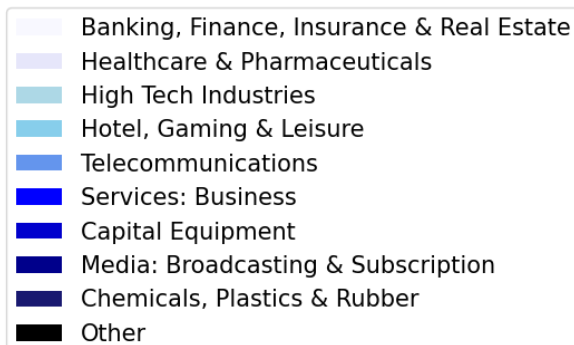 Banking, Finance, Insurance & Real Estate
Healthcare & Pharmaceuticals
High Tech Industries
Hotel, Gaming & Leisure
Telecommunications
Services: Business
Capital Equipment
Media: Broadcasting & Subscription
Chemicals, Plastics & Rubber
Other